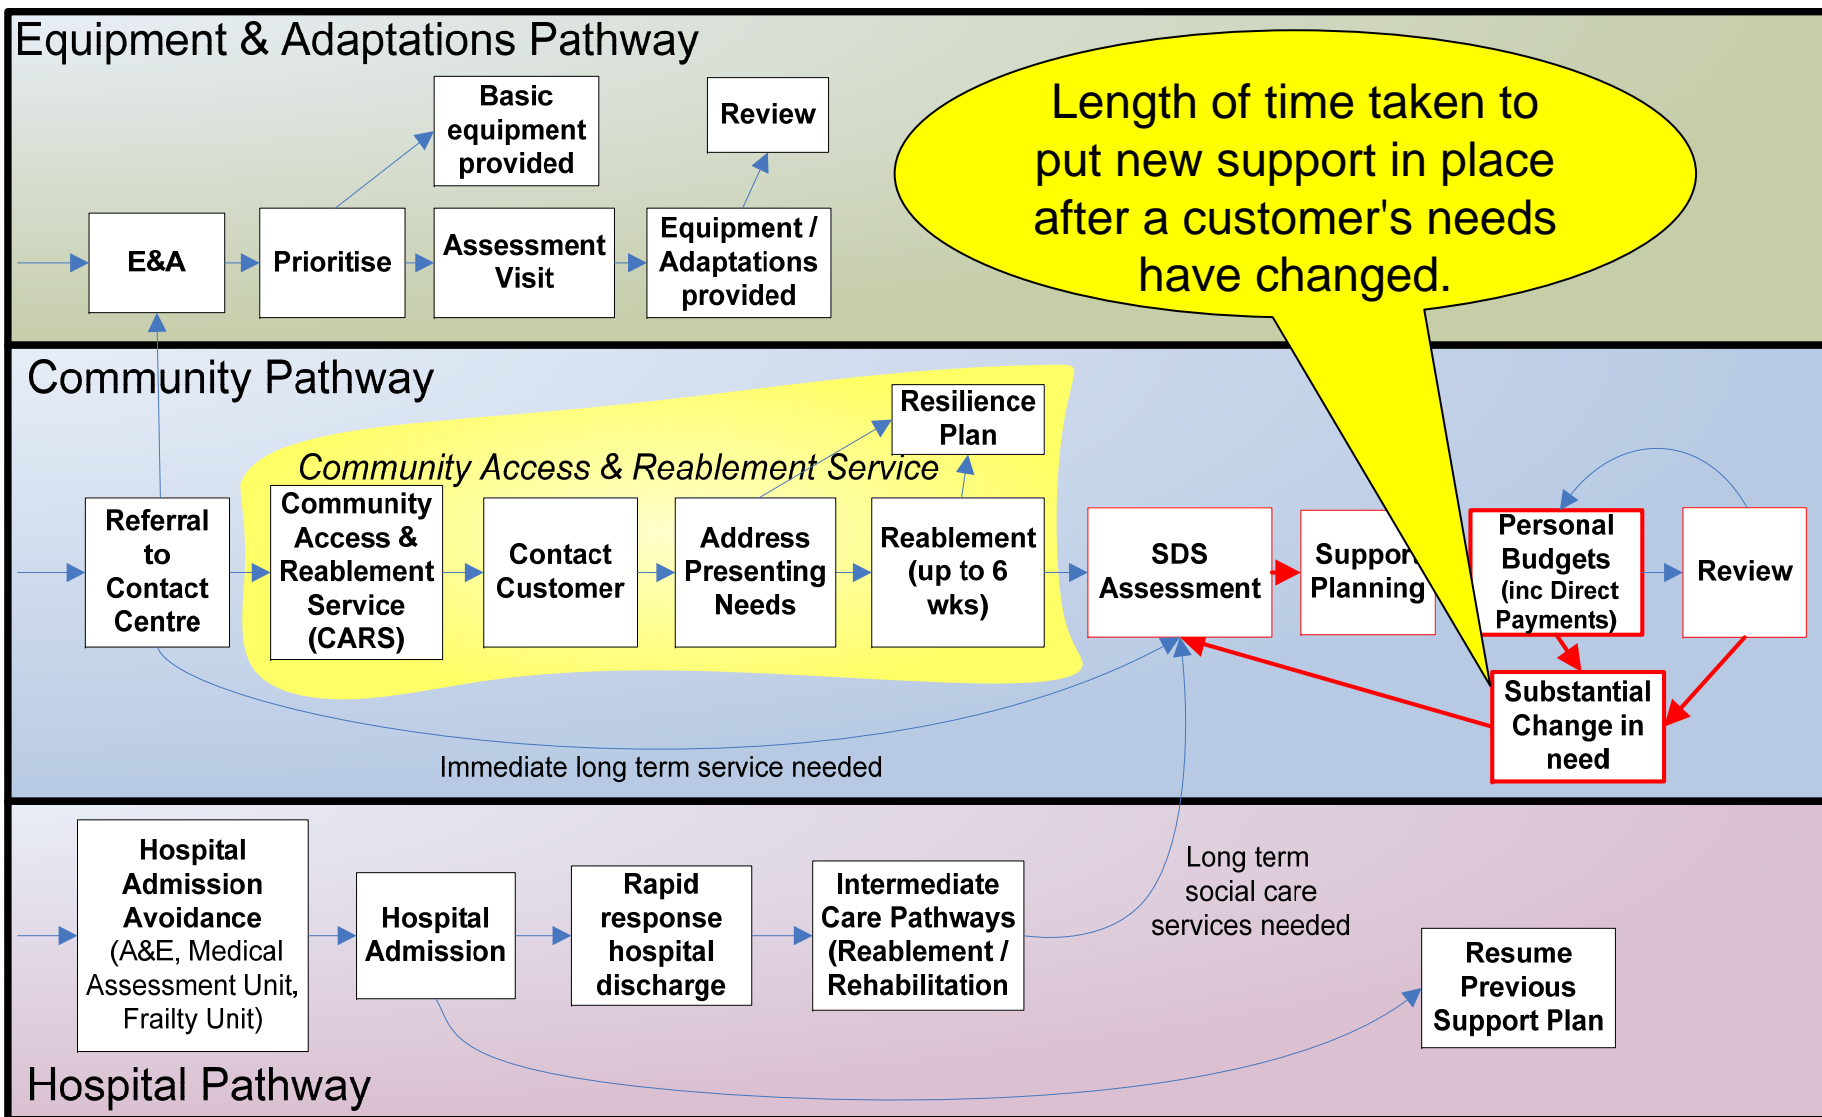 Equipment & Adaptations Pathway
Basic
equipment
provided
Review
Length of time taken to
put new support in place
after a customer's needs
have changed.
E&A
Prioritise
Assessment
Visit
Equipment /
Adaptations
provided
Community Pathway
Resilience
Plan
Community Access & Reablement Service
Referral
to
Contact
Centre
Community
Access &
Reablement
Service
(CARS)
Contact
Customer
Address
Presenting
Needs
Reablement
(up to 6
wks)
SDS
Assessment
Support
Planning
Personal
Budgets
(inc Direct
Payments)
Review
Substantial
Change in
need
Immediate long term service needed
Hospital
Admission
Avoidance
(A&E, Medical
Assessment Unit,
Frailty Unit)
Hospital
Admission
Rapid
response
hospital
discharge
Intermediate
Care Pathways
(Reablement /
Rehabilitation
Long term
social care
services needed
Resume
Previous
Support Plan
Hospital Pathway